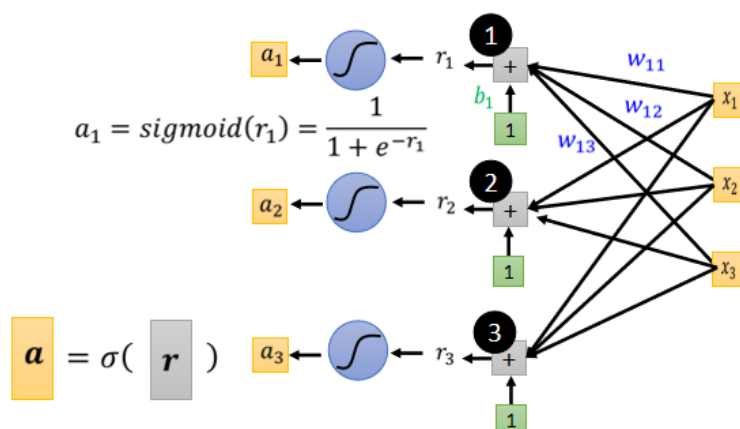 1
a₁ r₁ + w₁₁
b₁ x₁
1 w₁₂
a₁ = sigmoid(r₁) = 1 / (1 + e^{-r₁})
w₁₃
2
a₂ r₂ + x₂
1
x₃
3
a = σ( r ) a₃ r₃ +
1